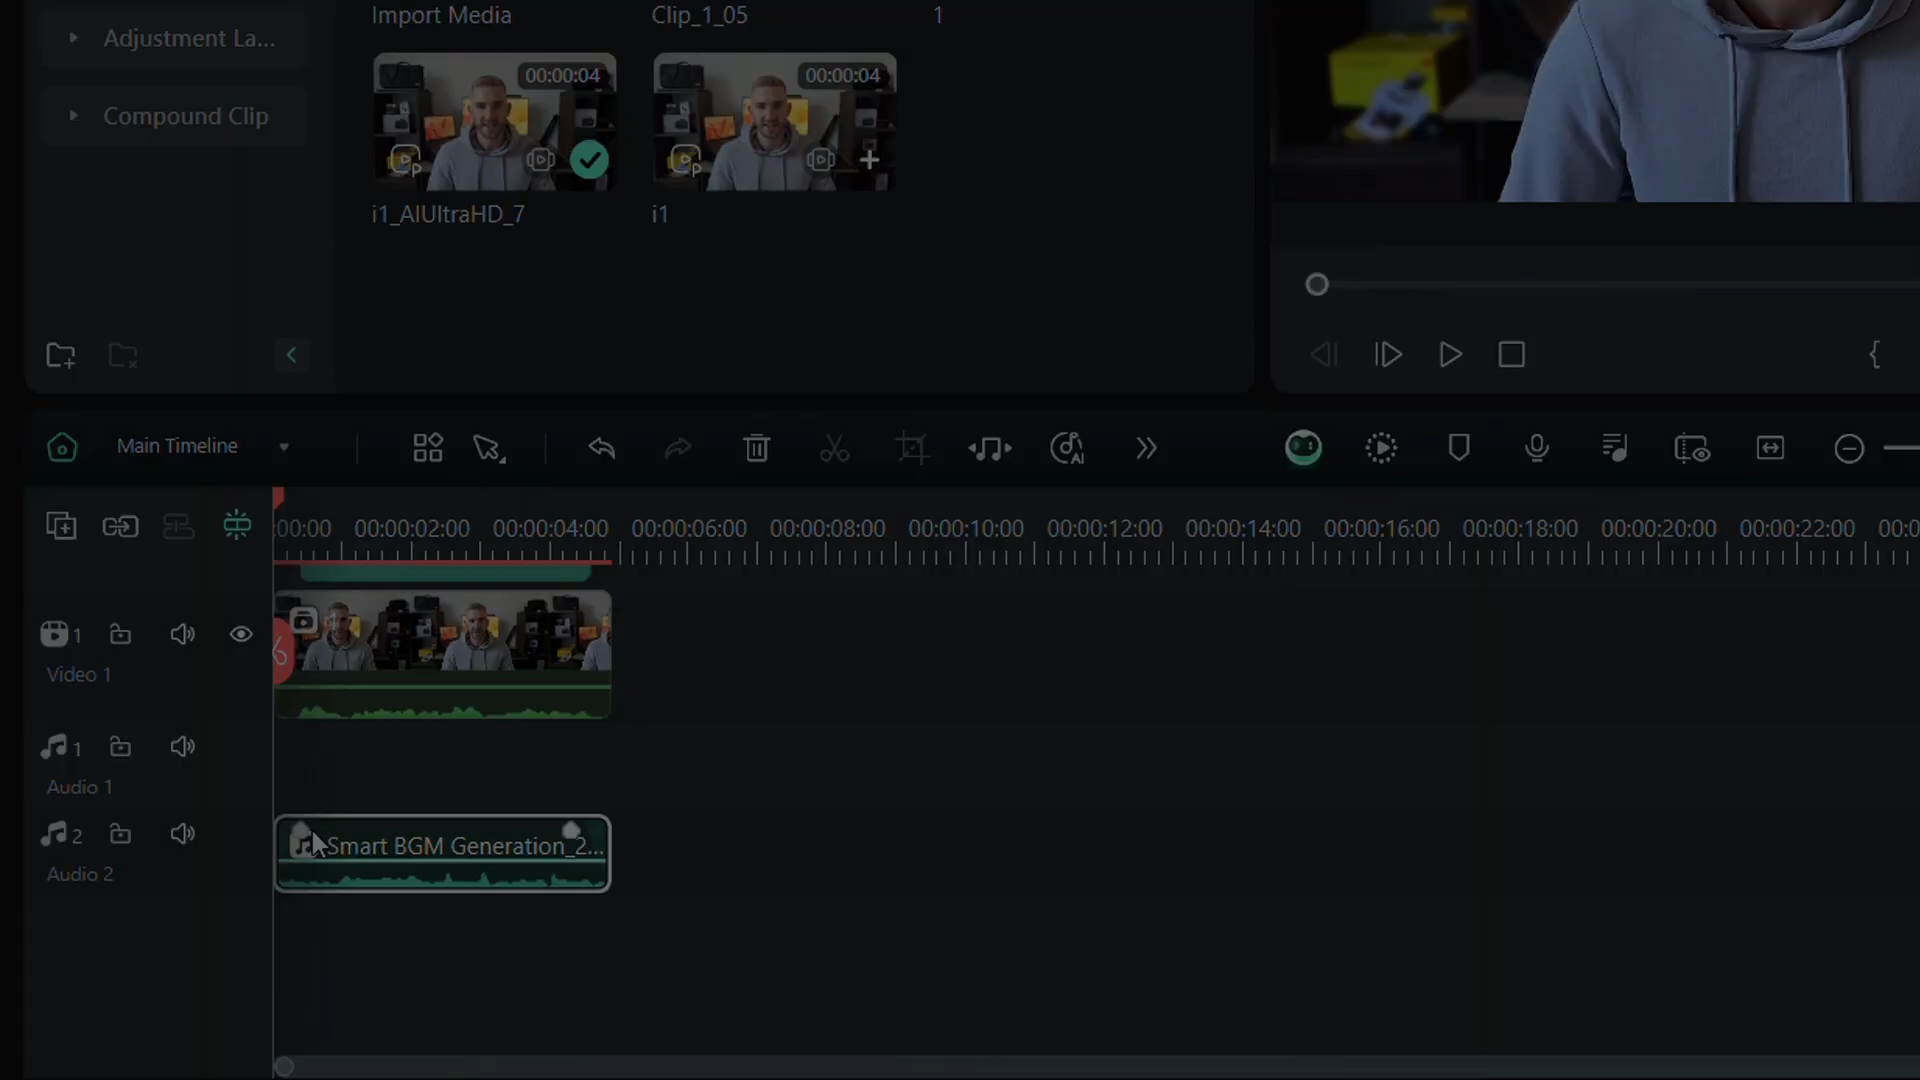 Import Media
Clip_1_05
1
Adjustment La...
00:00:04
00:00:04
Compound Clip
i1_AIUltraHD_7
i1
Main Timeline
:00:00 00:00:02:00 00:00:04:00 00:00:06:00 00:00:08:00 00:00:10:00 00:00:12:00 00:00:14:00 00:00:16:00 00:00:18:00 00:00:20:00 00:00:22:00 00:0
1
Video 1
1
Audio 1
2
Smart BGM Generation_2...
Audio 2